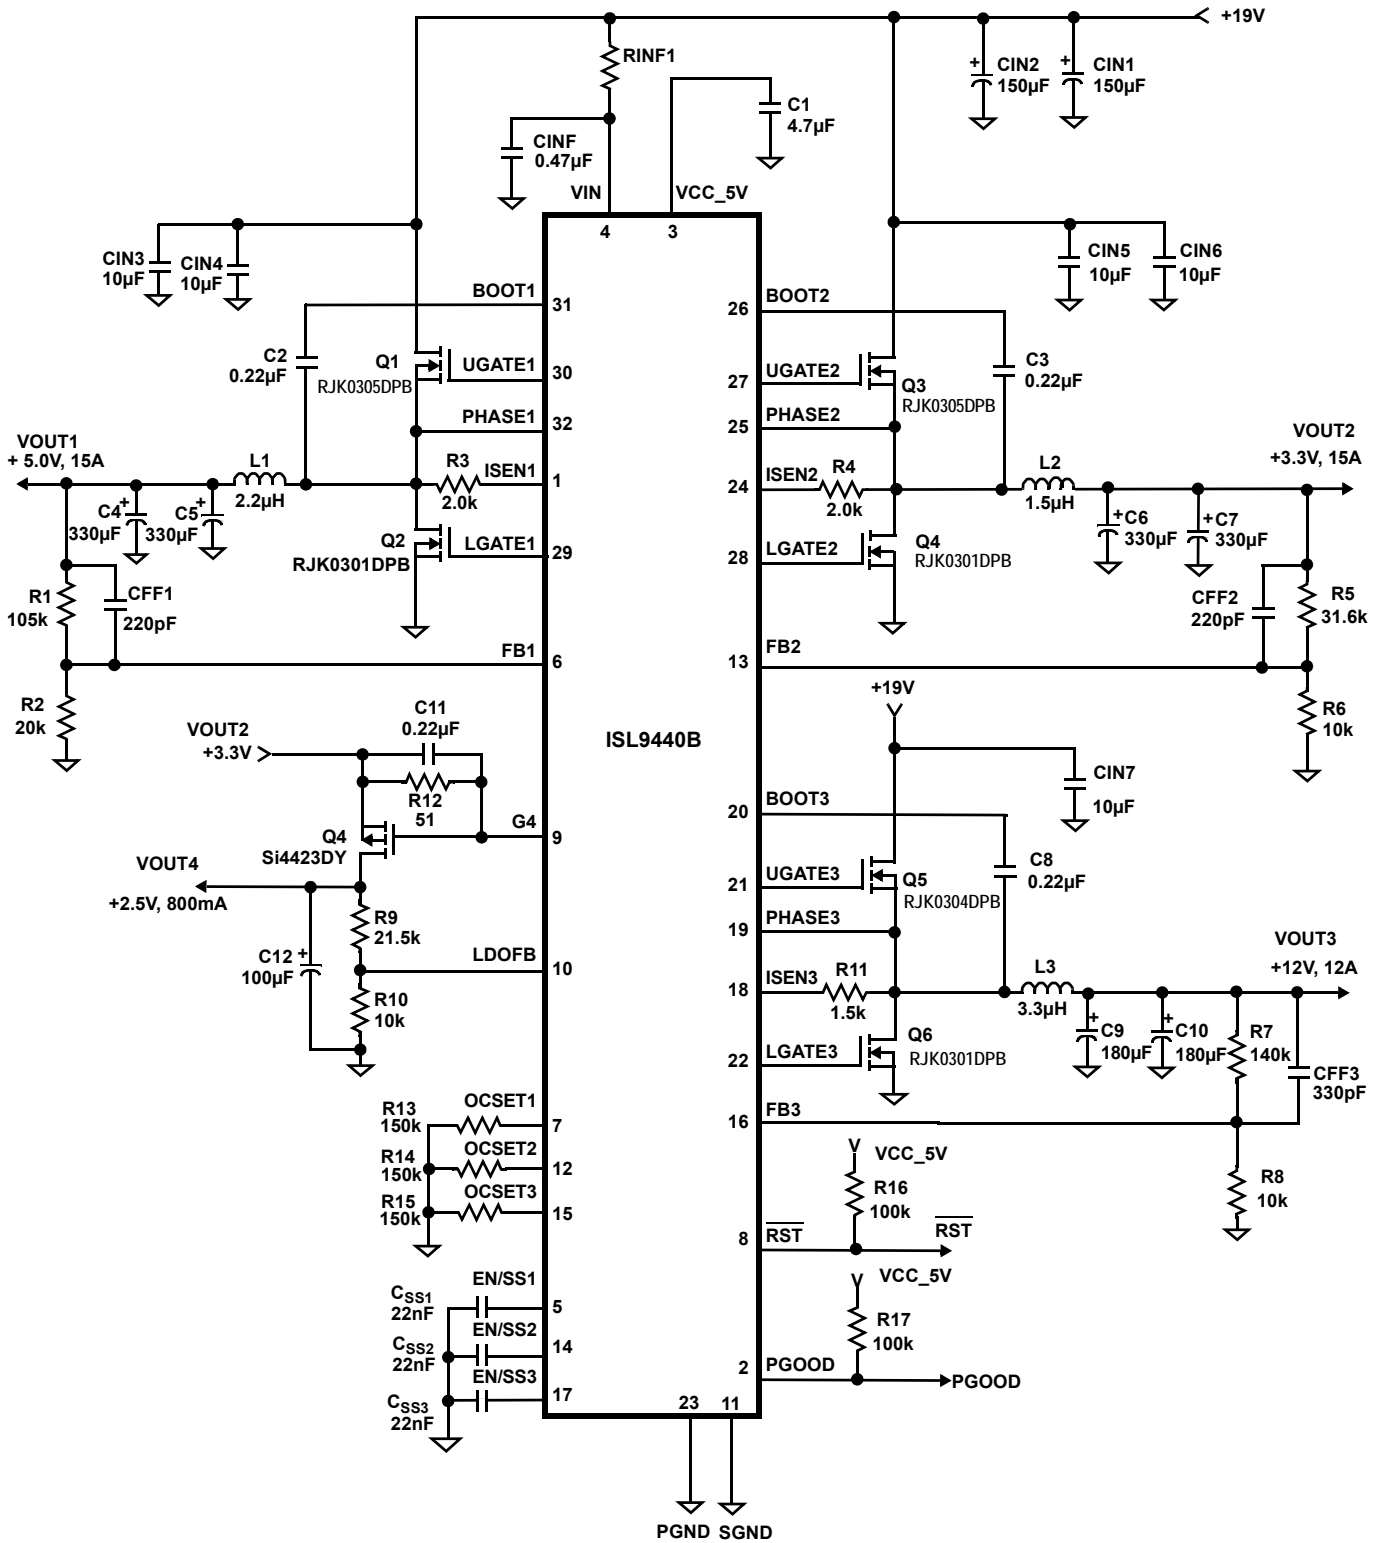 +19V
RINF1
+
CIN2
150µF
+
CIN1
150µF
C1
4.7µF
CINF
0.47µF
VIN
VCC_5V
4
3
CIN3
10µF
CIN4
10µF
CIN5
10µF
CIN6
10µF
BOOT1
31
26
BOOT2
C2
0.22µF
Q1
RJK0305DPB
UGATE1
30
27
UGATE2
Q3
RJK0305DPB
C3
0.22µF
PHASE1
32
25
PHASE2
VOUT1
+ 5.0V, 15A
L1
2.2µH
R3
2.0k
ISEN1
1
24
ISEN2
R4
2.0k
L2
1.5µH
VOUT2
+3.3V, 15A
C4
+
330µF
C5
+
330µF
Q2
RJK0301DPB
LGATE1
29
28
LGATE2
Q4
RJK0301DPB
+
C6
330µF
+
C7
330µF
R1
105k
CFF1
220pF
CFF2
220pF
R5
31.6k
FB1
6
13
FB2
R2
20k
R6
10k
ISL9440B
VOUT2
+3.3V
C11
0.22µF
R12
51
Q4
Si4423DY
G4
9
+19V
CIN7
10µF
20
BOOT3
C8
0.22µF
VOUT4
+2.5V, 800mA
21
UGATE3
Q5
RJK0304DPB
19
PHASE3
R9
21.5k
C12
+
100µF
LDOFB
10
R10
10k
18
ISEN3
R11
1.5k
L3
3.3µH
VOUT3
+12V, 12A
22
LGATE3
Q6
RJK0301DPB
+
C9
180µF
+
C10
180µF
R7
140k
CFF3
330pF
16
FB3
R8
10k
R13
150k
OCSET1
7
R14
150k
OCSET2
12
R15
150k
OCSET3
15
VCC_5V
R16
100k
8
RST
RST
VCC_5V
R17
100k
2
PGOOD
PGOOD
CSS1
22nF
EN/SS1
5
CSS2
22nF
EN/SS2
14
CSS3
22nF
EN/SS3
17
23
11
PGND
SGND